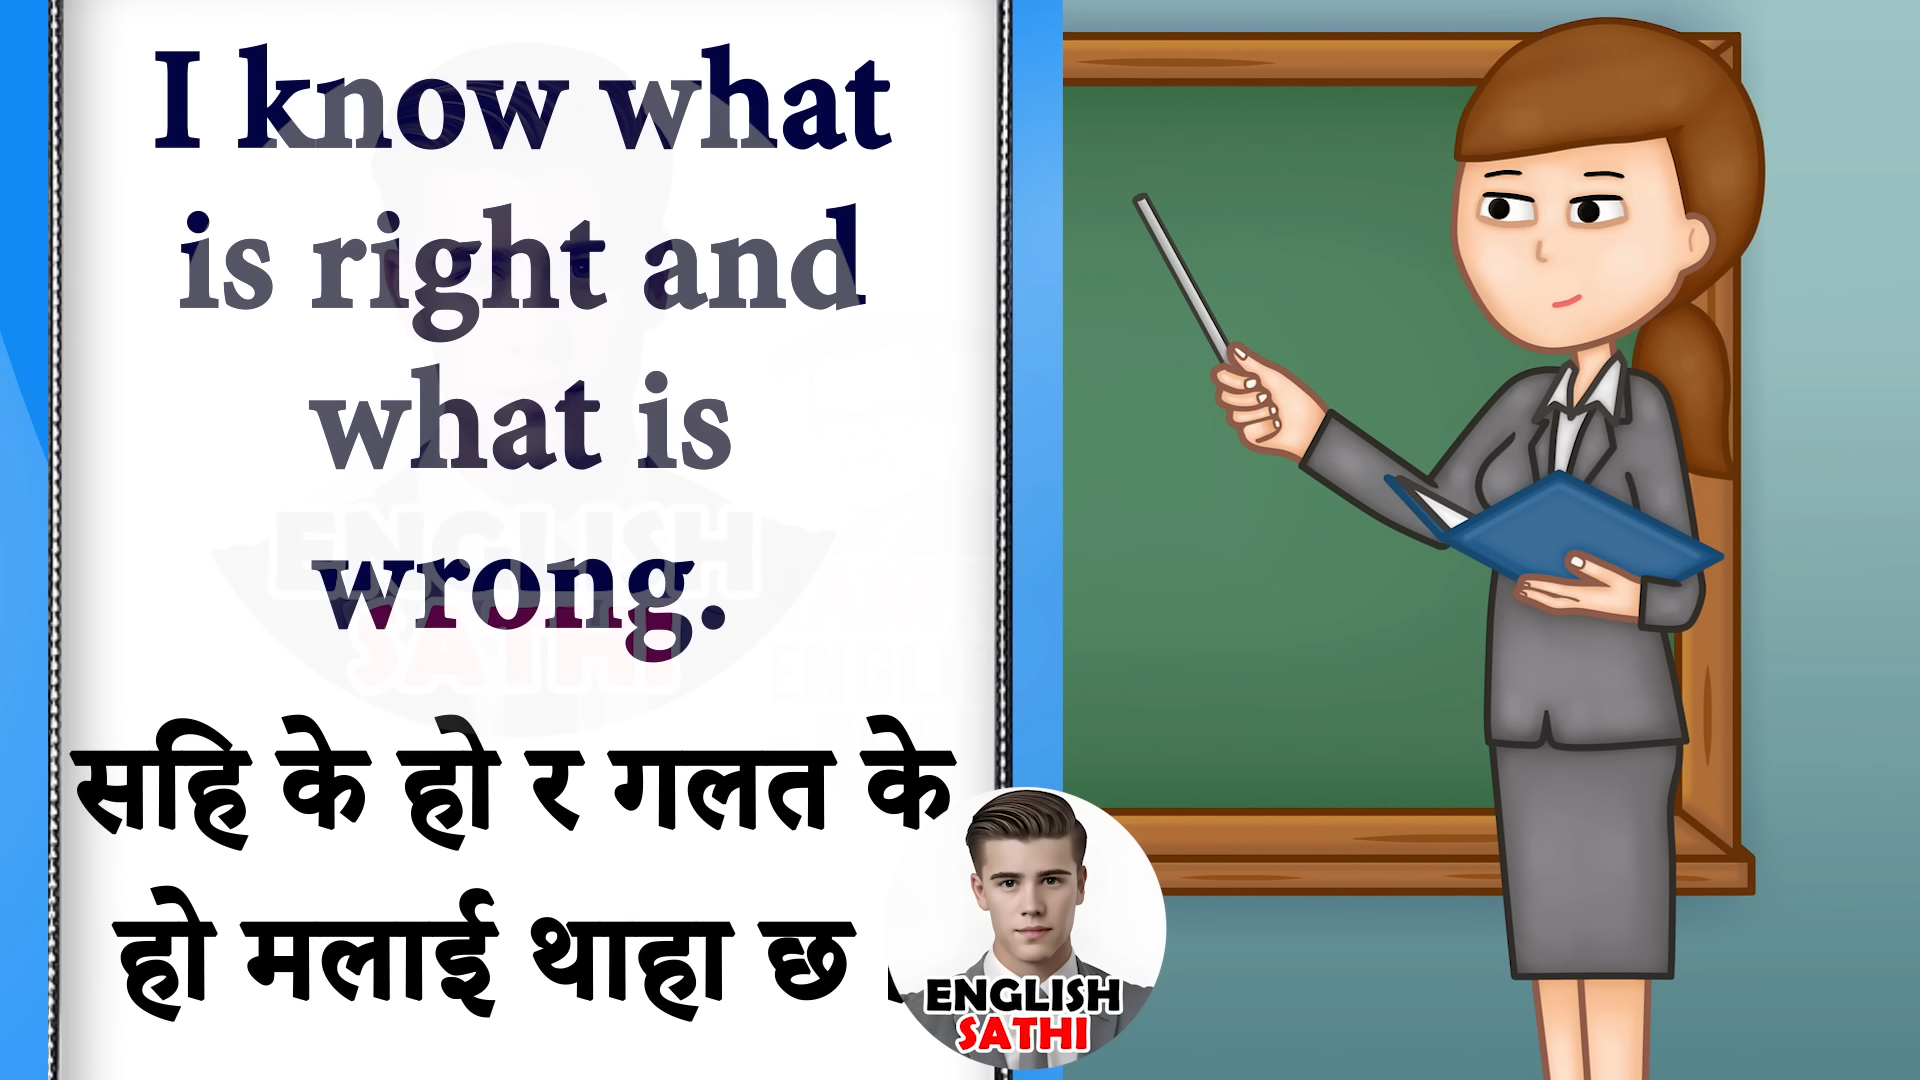 I know what
is right and
what is
wrong.
सहि के हो र गलत के
हो मलाई थाहा छ ।
ENGLISH
SATHI